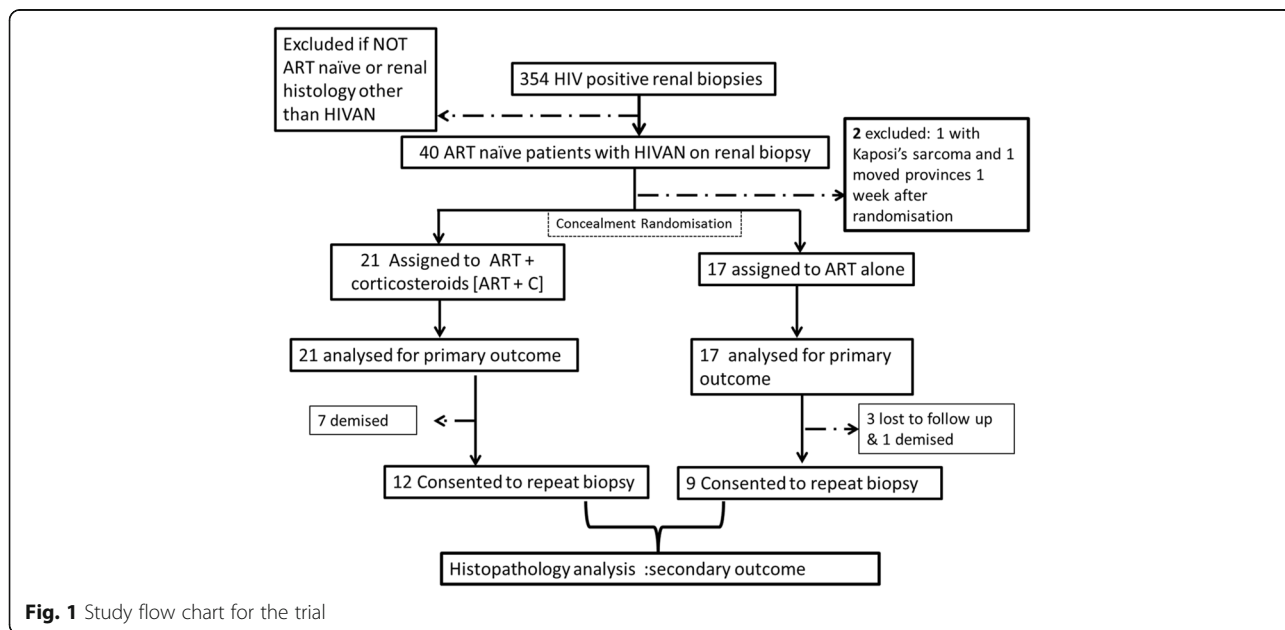 Excluded if NOT
ART naïve or renal
histology other
than HIVAN
354 HIV positive renal biopsies
40 ART naïve patients with HIVAN on renal biopsy
2 excluded: 1 with
Kaposi's sarcoma and 1
moved provinces 1
week after
randomisation
Concealment Randomisation
21 Assigned to ART +
corticosteroids [ART + C]
17 assigned to ART alone
21 analysed for primary outcome
17 analysed for primary
outcome
7 demised
3 lost to follow up
& 1 demised
12 Consented to repeat biopsy
9 Consented to repeat biopsy
Histopathology analysis :secondary outcome
Fig. 1 Study flow chart for the trial